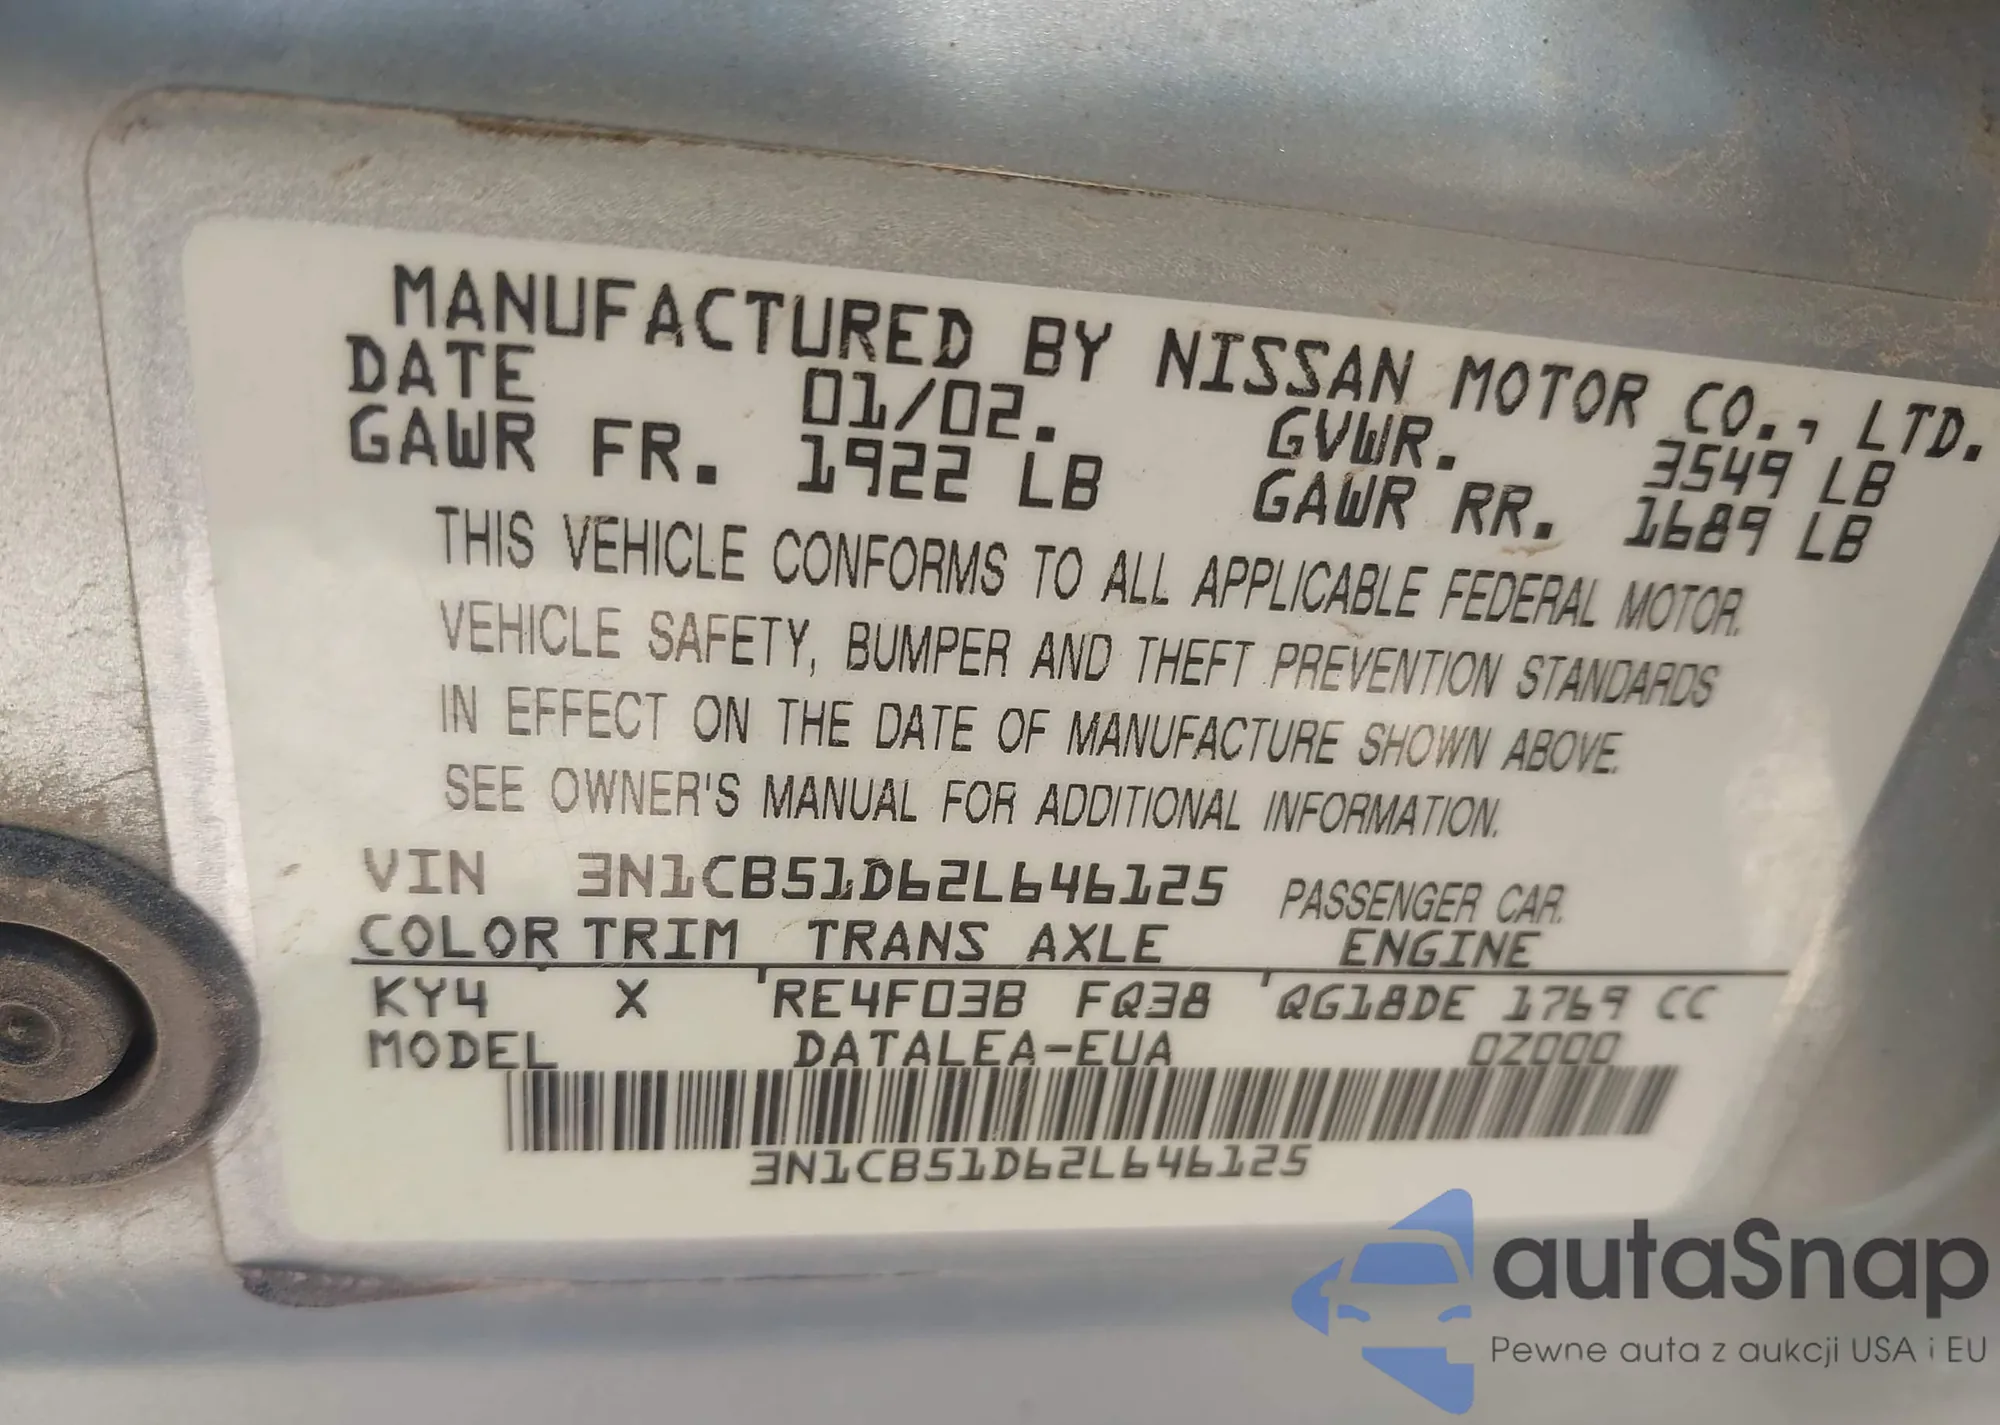 MANUFACTURED BY NISSAN MOTOR CO., LTD.
DATE 01/02. GVWR. 3549 LB
GAWR FR. 1922 LB GAWR RR. 1689 LB
THIS VEHICLE CONFORMS TO ALL APPLICABLE FEDERAL MOTOR
VEHICLE SAFETY, BUMPER AND THEFT PREVENTION STANDARDS
IN EFFECT ON THE DATE OF MANUFACTURE SHOWN ABOVE.
SEE OWNER'S MANUAL FOR ADDITIONAL INFORMATION.
VIN 3N1CB51D62L646125 PASSENGER CAR.
COLOR TRIM TRANS AXLE ENGINE
KY4 X RE4F03B FQ38 QG18DE 1769 CC
MODEL DATALEA-EUA 0Z000
3N1CB51D62L646125
autaSnap
Pewne auta z aukcji USA i EU